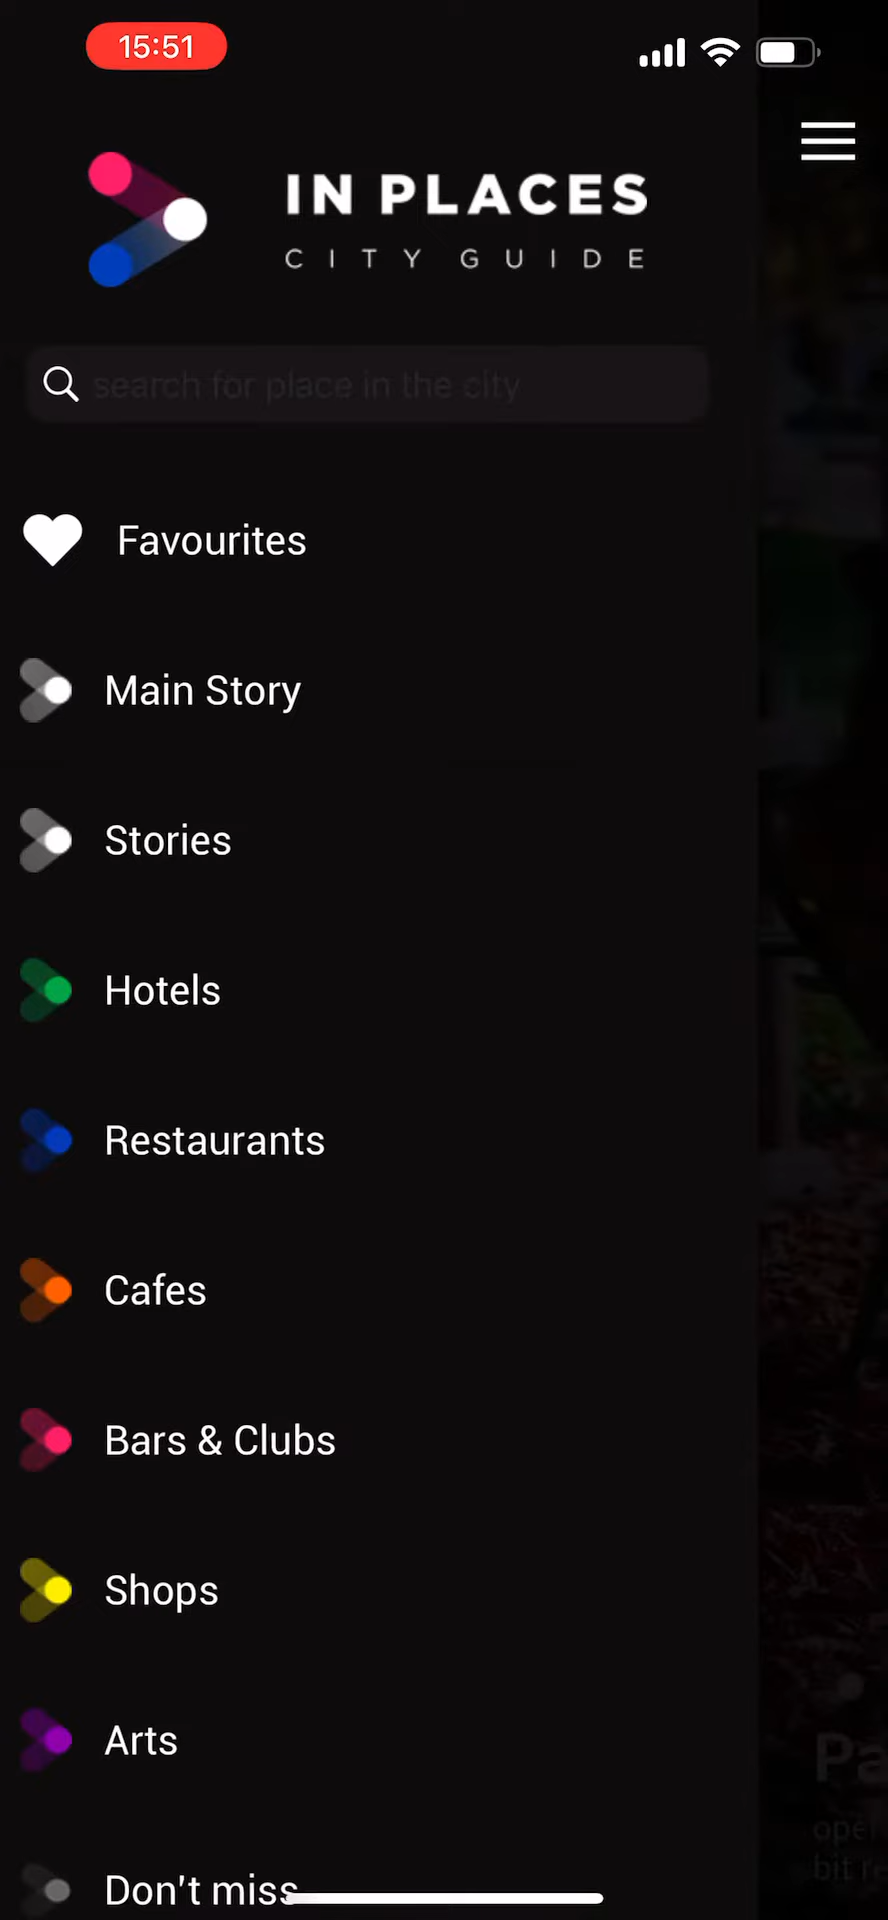 15:51
IN PLACES
CITY GUIDE
search for place in the city
Favourites
Main Story
Stories
Hotels
Restaurants
Cafes
Bars & Clubs
Shops
Arts
Don't miss